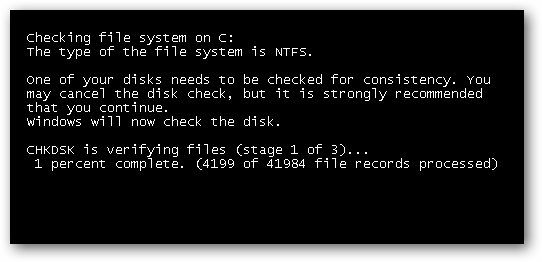 Checking file system on C:
The type of the file system is NTFS.
One of your disks needs to be checked for consistency. You
may cancel the disk check, but it is strongly recommended
that you continue.
Windows will now check the disk.
CHKDSK is verifying files (stage 1 of 3)...
1 percent complete. (4199 of 41984 file records processed)